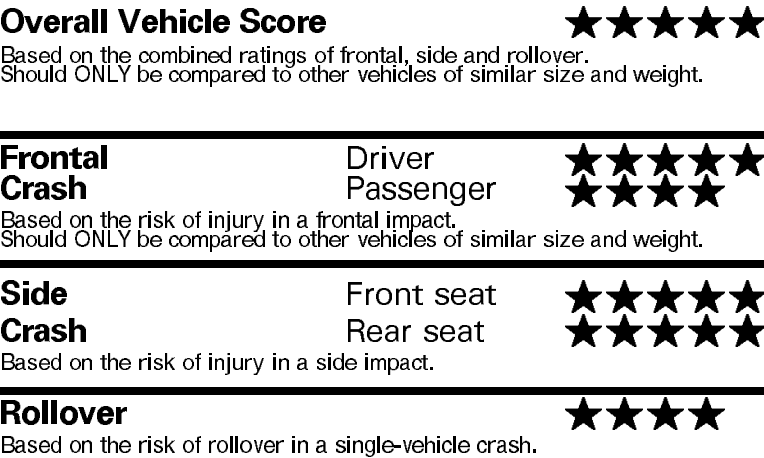 Overall Vehicle Score ★★★★★
Based on the combined ratings of frontal, side and rollover.
Should ONLY be compared to other vehicles of similar size and weight.
Frontal Driver ★★★★★
Crash Passenger ★★★★
Based on the risk of injury in a frontal impact.
Should ONLY be compared to other vehicles of similar size and weight.
Side Front seat ★★★★★
Crash Rear seat ★★★★★
Based on the risk of injury in a side impact.
Rollover ★★★★
Based on the risk of rollover in a single-vehicle crash.